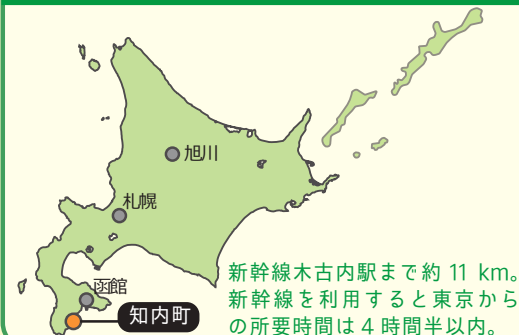 旭川
札幌
函館
知内町
新幹線木古内駅まで約 11 km。
新幹線を利用すると東京から
の所要時間は 4 時間半以内。